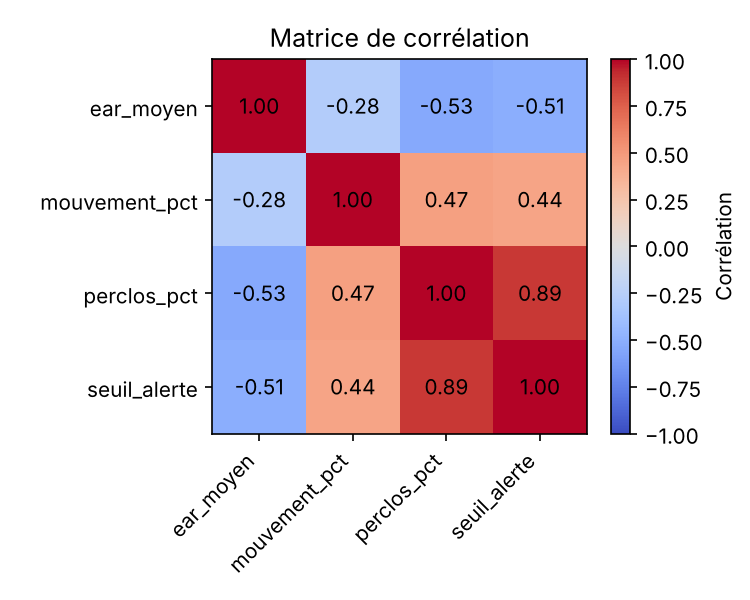 Matrice de corrélation
ear_moyen 1.00 -0.28 -0.53 -0.51
mouvement_pct -0.28 1.00 0.47 0.44
perclos_pct -0.53 0.47 1.00 0.89
seuil_alerte -0.51 0.44 0.89 1.00
ear_moyen mouvement_pct perclos_pct seuil_alerte
1.00
0.75
0.50
0.25
0.00
−0.25
−0.50
−0.75
−1.00
Corrélation